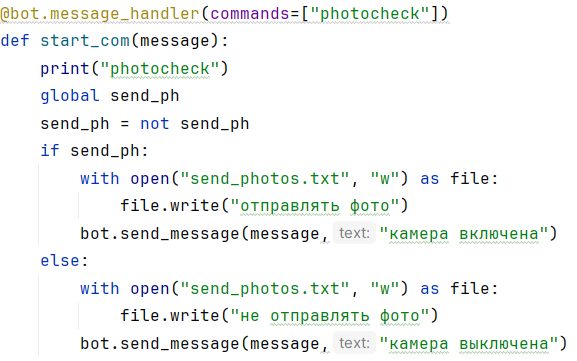 @bot.message_handler(commands=["photocheck"])
def start_com(message):
    print("photocheck")
    global send_ph
    send_ph = not send_ph
    if send_ph:
        with open("send_photos.txt", "w") as file:
            file.write("отправлять фото")
        bot.send_message(message, text: "камера включена")
    else:
        with open("send_photos.txt", "w") as file:
            file.write("не отправлять фото")
        bot.send_message(message, text: "камера выключена")